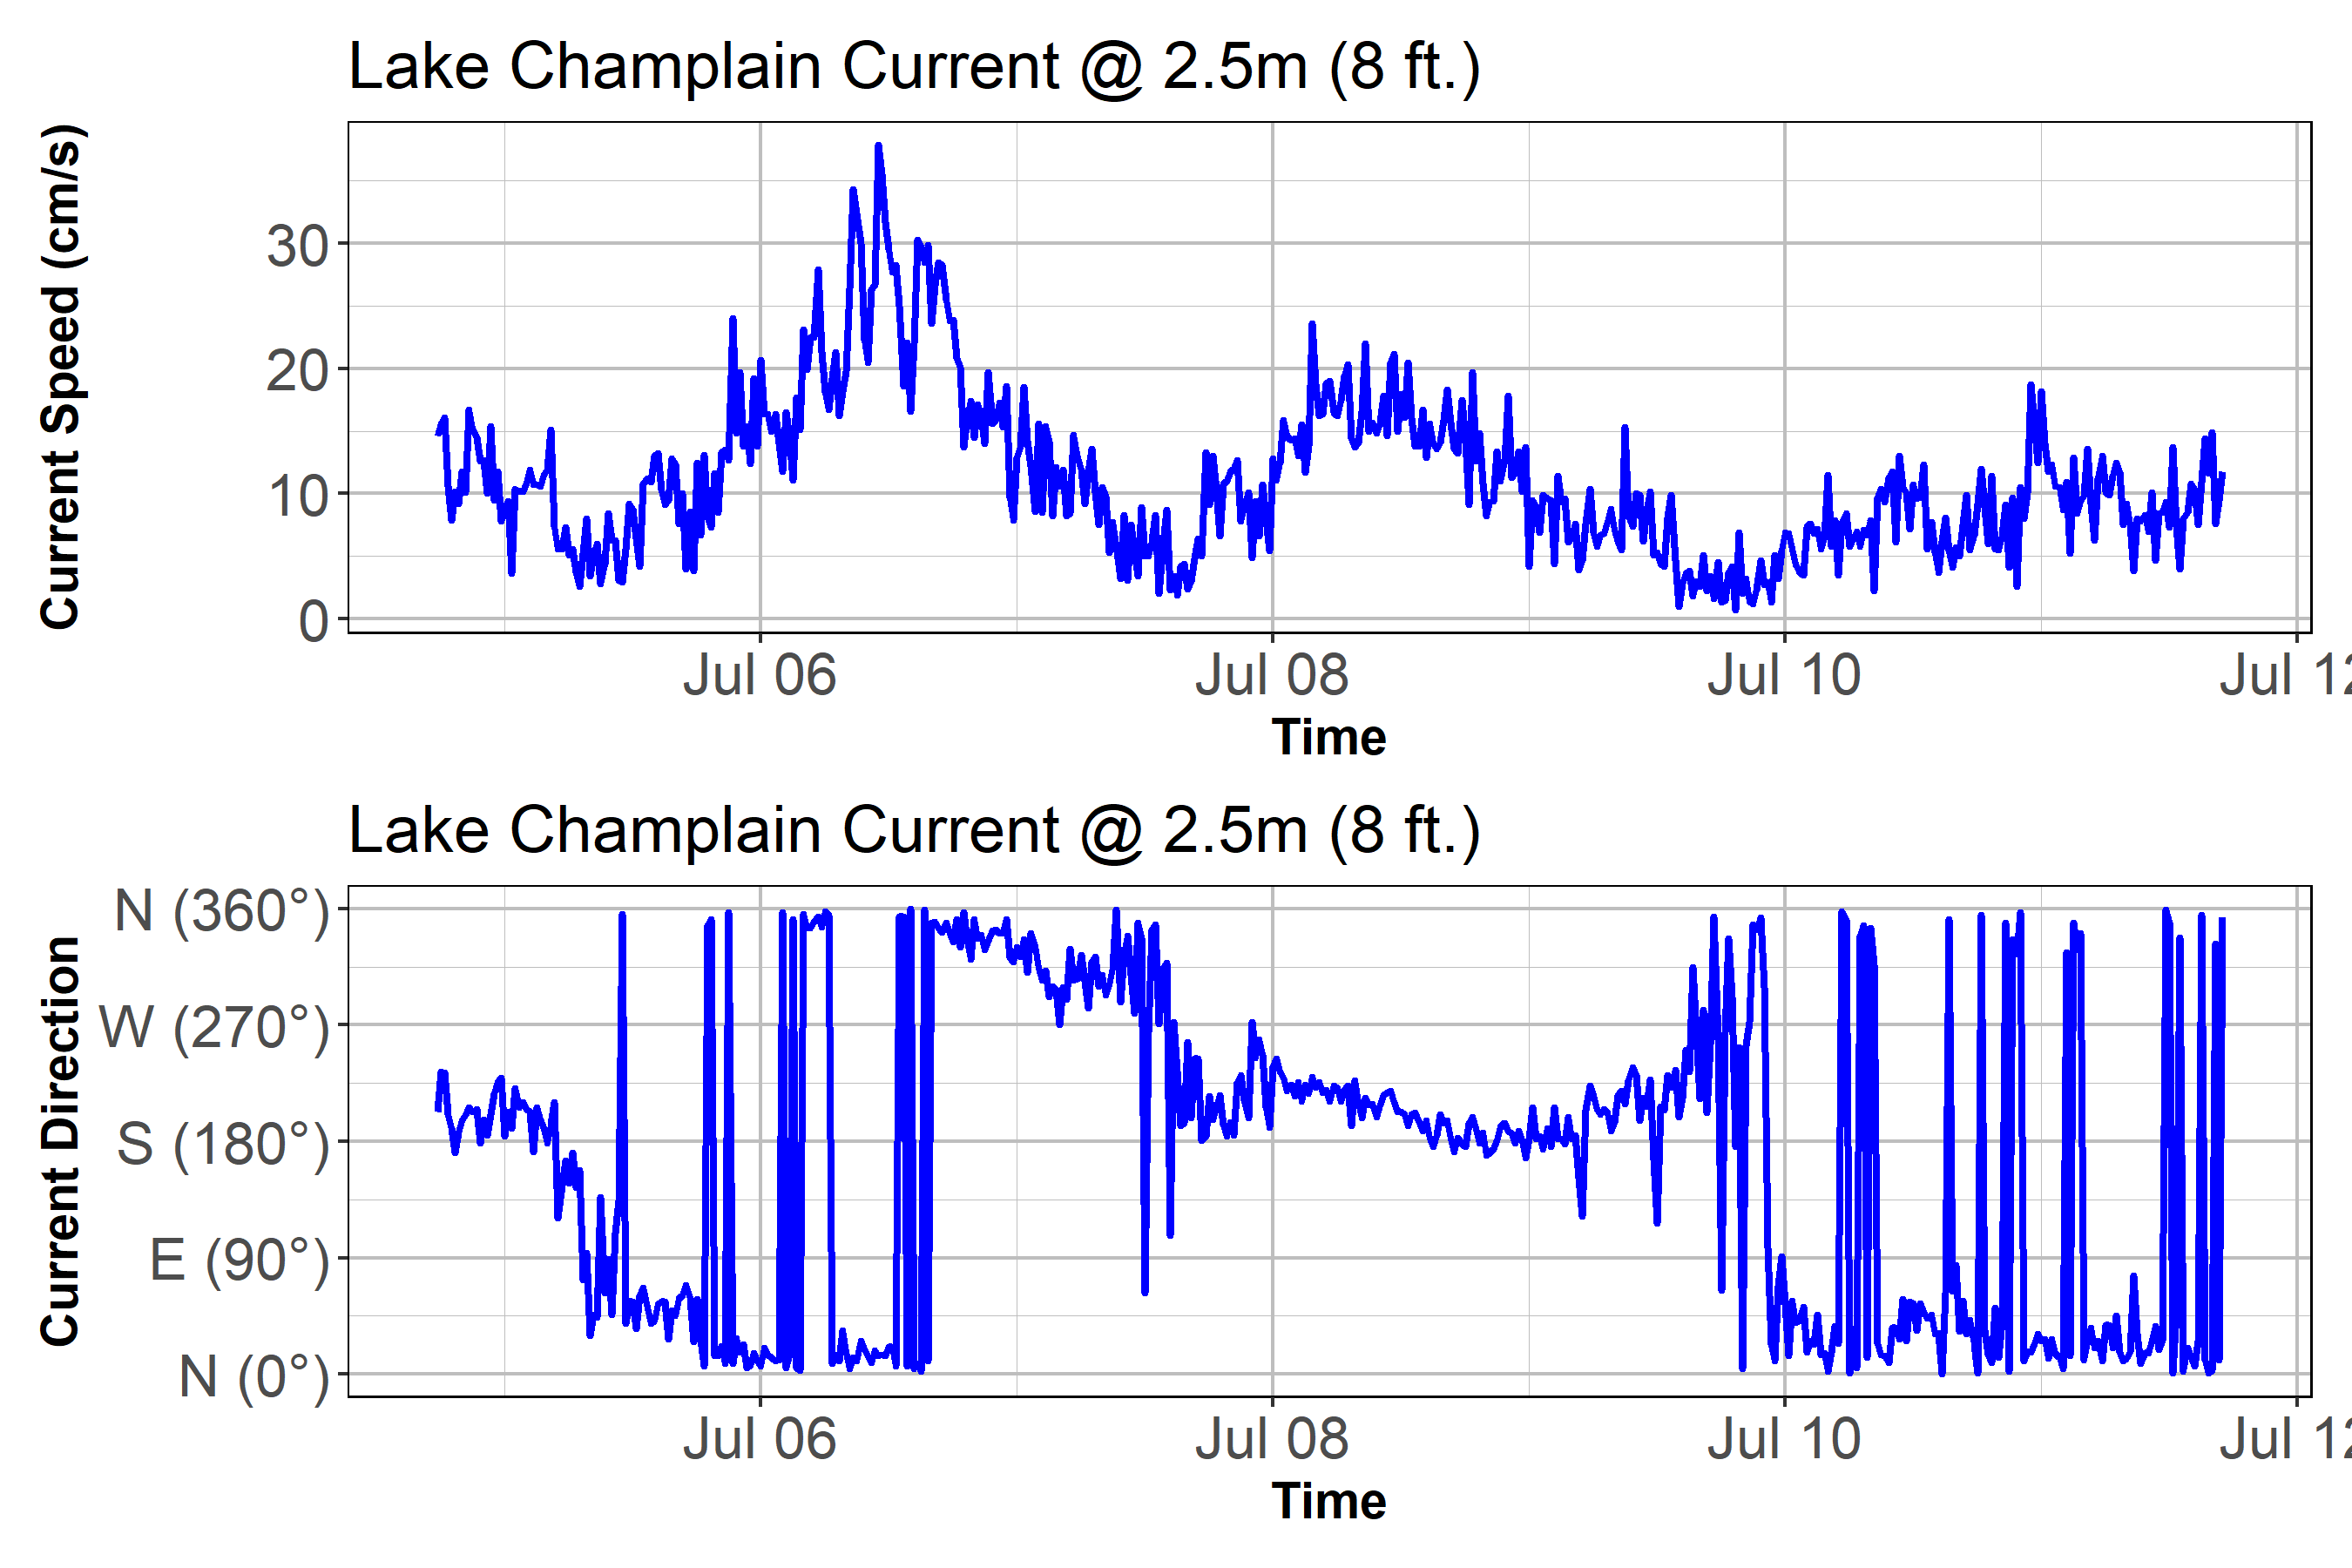 Lake Champlain Current @ 2.5m (8 ft.)
Current Speed (cm/s)
30
20
10
0
Jul 06 Jul 08 Jul 10 Jul 12
Time
Lake Champlain Current @ 2.5m (8 ft.)
Current Direction
N (360°)
W (270°)
S (180°)
E (90°)
N (0°)
Jul 06 Jul 08 Jul 10 Jul 12
Time